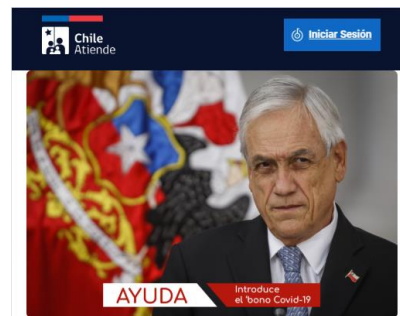 Chile
Atiende
Iniciar Sesión
AYUDA
Introduce
el 'bono Covid-19